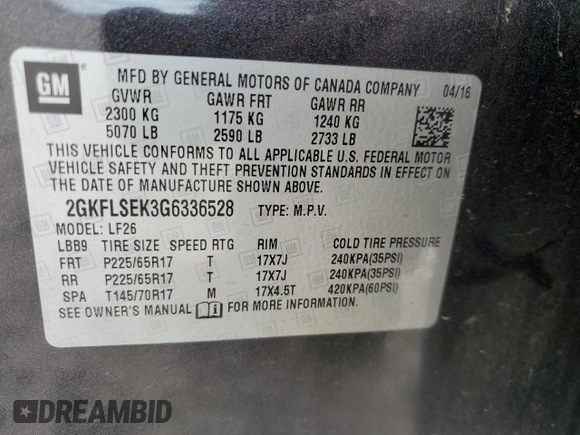 GM
MFD BY GENERAL MOTORS OF CANADA COMPANY 04/16
GVWR GAWR FRT GAWR RR
2300 KG 1175 KG 1240 KG
5070 LB 2590 LB 2733 LB
THIS VEHICLE CONFORMS TO ALL APPLICABLE U.S. FEDERAL MOTOR
VEHICLE SAFETY AND THEFT PREVENTION STANDARDS IN EFFECT ON
THE DATE OF MANUFACTURE SHOWN ABOVE.
2GKFLSEK3G6336528 TYPE: M.P.V.
MODEL: LF26
LBB9 TIRE SIZE SPEED RTG RIM COLD TIRE PRESSURE
FRT P225/65R17 T 17X7J 240KPA(35PSI)
RR P225/65R17 T 17X7J 240KPA(35PSI)
SPA T145/70R17 M 17X4.5T 420KPA(60PSI)
SEE OWNER'S MANUAL FOR MORE INFORMATION
DREAMBID